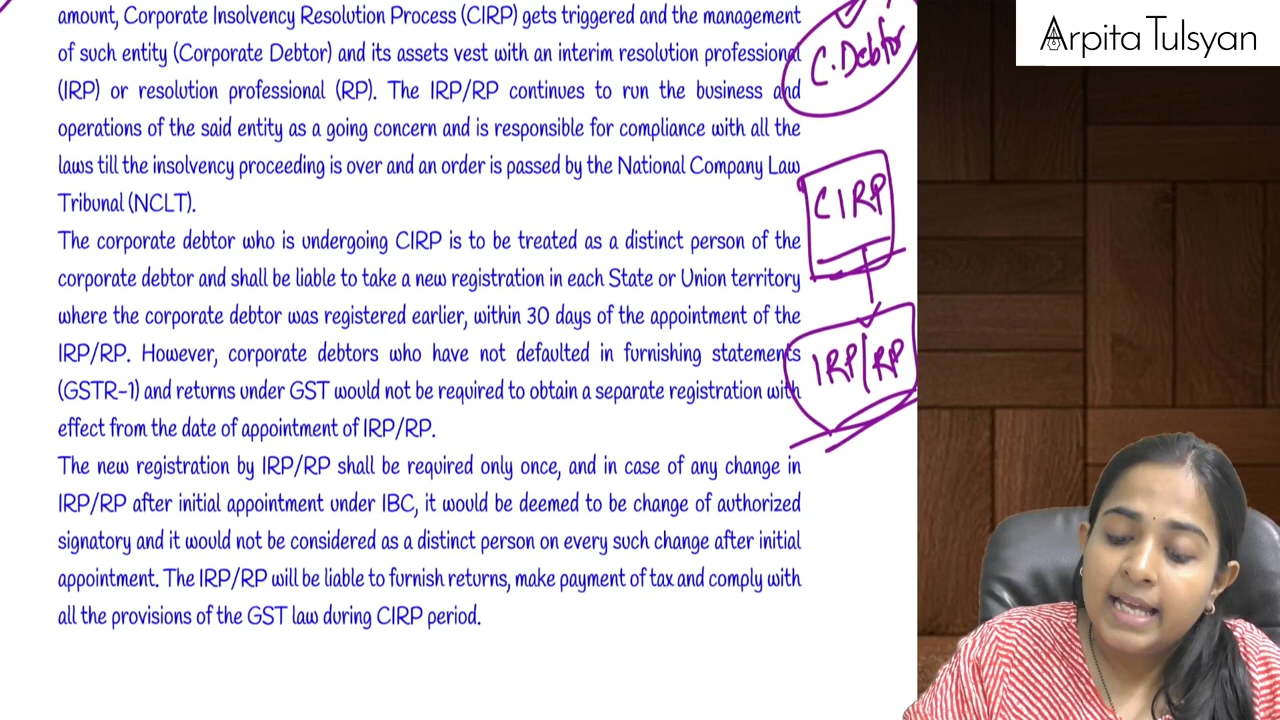 Arpita Tulsyan
amount, Corporate Insolvency Resolution Process (CIRP) gets triggered and the management
of such entity (Corporate Debtor) and its assets vest with an interim resolution professional
(IRP) or resolution professional (RP). The IRP/RP continues to run the business and
operations of the said entity as a going concern and is responsible for compliance with all the
laws till the insolvency proceeding is over and an order is passed by the National Company Law
Tribunal (NCLT).
The corporate debtor who is undergoing CIRP is to be treated as a distinct person of the
corporate debtor and shall be liable to take a new registration in each State or Union territory
where the corporate debtor was registered earlier, within 30 days of the appointment of the
IRP/RP. However, corporate debtors who have not defaulted in furnishing statements
(GSTR-1) and returns under GST would not be required to obtain a separate registration with
effect from the date of appointment of IRP/RP.
The new registration by IRP/RP shall be required only once, and in case of any change in
IRP/RP after initial appointment under IBC, it would be deemed to be change of authorized
signatory and it would not be considered as a distinct person on every such change after initial
appointment. The IRP/RP will be liable to furnish returns, make payment of tax and comply with
all the provisions of the GST law during CIRP period.
C. Debtor
CIRP
IRP/RP